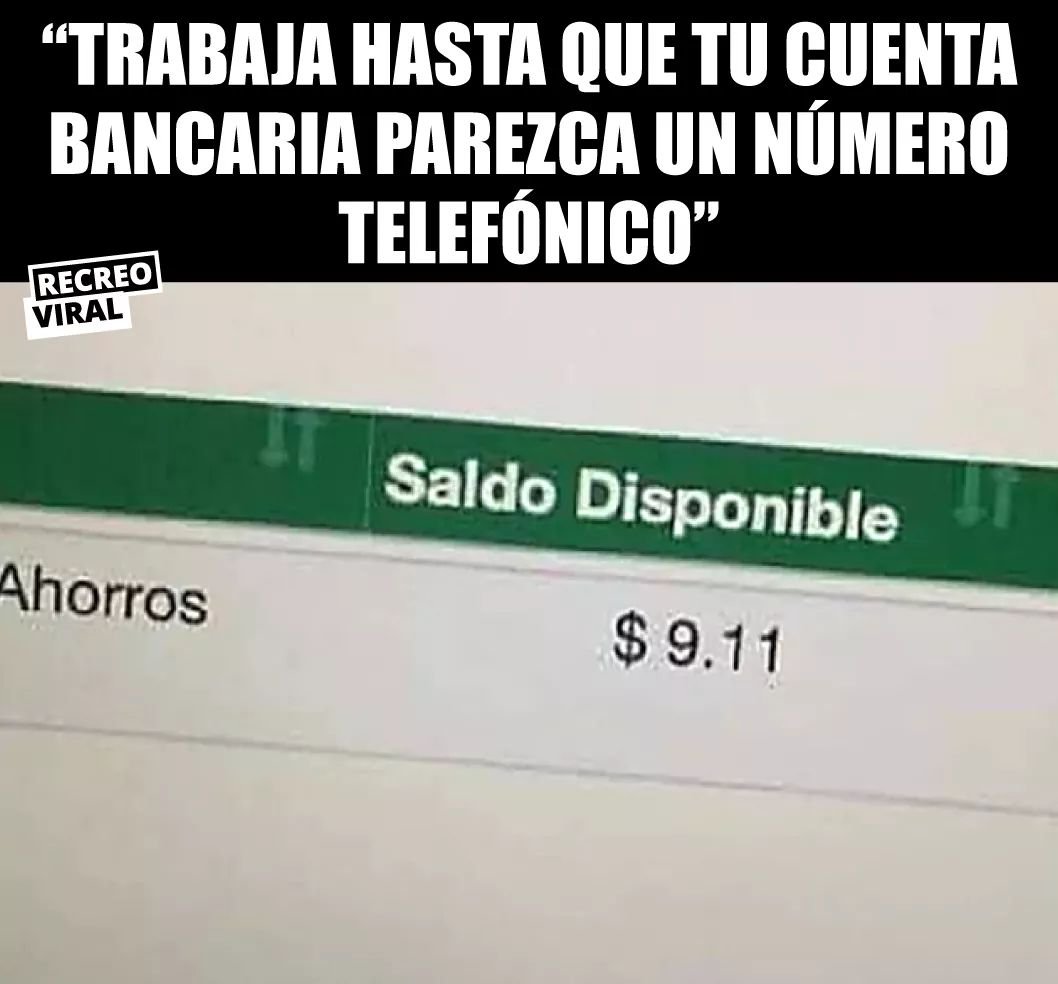 “TRABAJA HASTA QUE TU CUENTA
BANCARIA PAREZCA UN NÚMERO
TELEFÓNICO”
RECREO
VIRAL
Saldo Disponible
Ahorros
$ 9.11